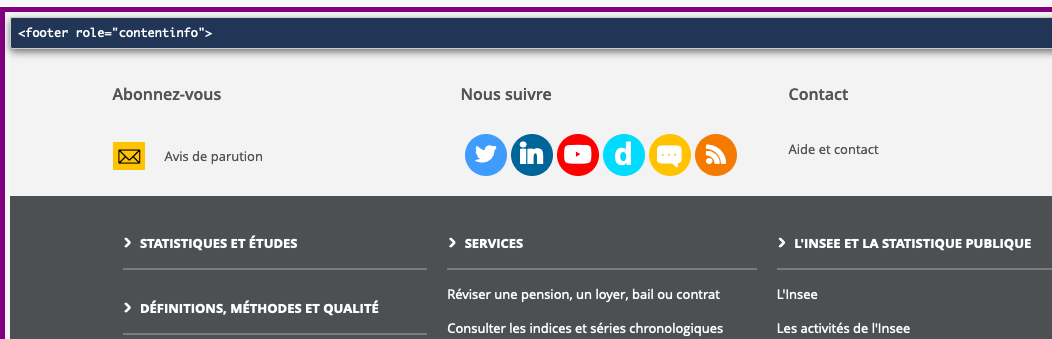 <footer role="contentinfo">
Abonnez-vous
Nous suivre
Contact
Avis de parution
in
d
Aide et contact
STATISTIQUES ET ÉTUDES
SERVICES
L'INSEE ET LA STATISTIQUE PUBLIQUE
Réviser une pension, un loyer, bail ou contrat
L'Insee
DÉFINITIONS, MÉTHODES ET QUALITÉ
Consulter les indices et séries chronologiques
Les activités de l'Insee